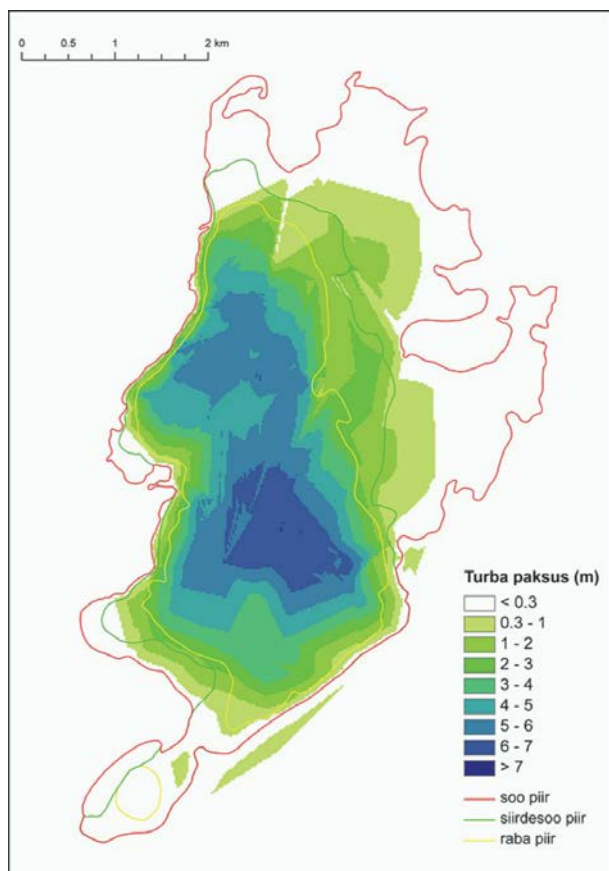 0 0.5 1 2 km
Turba paksus (m)
< 0.3
0.3 - 1
1 - 2
2 - 3
3 - 4
4 - 5
5 - 6
6 - 7
> 7
soo piir
siirdesoo piir
raba piir